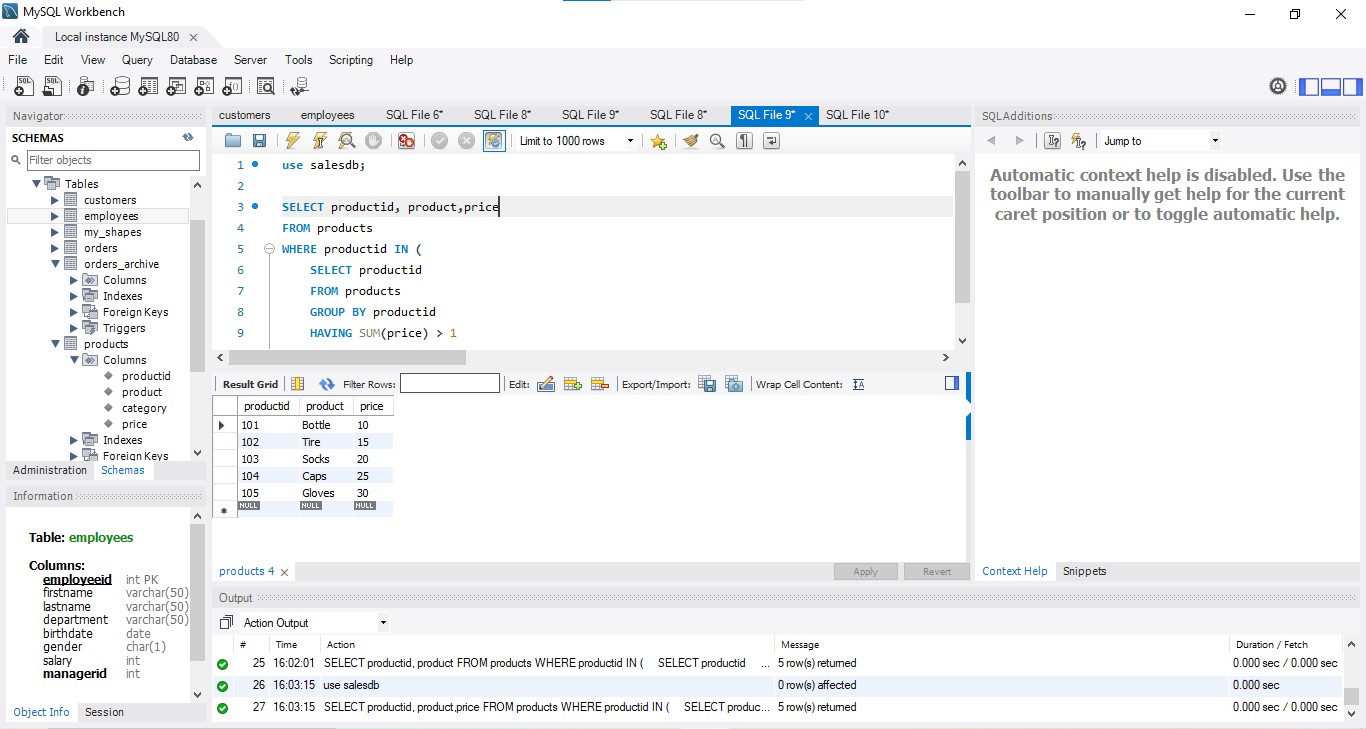 MySQL Workbench
Local instance MySQL80
File Edit View Query Database Server Tools Scripting Help
Navigator
SCHEMAS
Filter objects
Tables
customers
employees
my_shapes
orders
orders_archive
Columns
Indexes
Foreign Keys
Triggers
products
Columns
productid
product
category
price
Indexes
Foreign Keys
Administration Schemas
Information
Table: employees
Columns:
employeeid int PK
firstname varchar(50)
lastname varchar(50)
department varchar(50)
birthdate date
gender char(1)
salary int
managerid int
Object Info Session
customers employees SQL File 6* SQL File 8* SQL File 9* SQL File 8* SQL File 9* SQL File 10*
Limit to 1000 rows
1 use salesdb;
2
3 SELECT productid, product,price
4 FROM products
5 WHERE productid IN (
6 SELECT productid
7 FROM products
8 GROUP BY productid
9 HAVING SUM(price) > 1
Result Grid Filter Rows: Edit: Export/Import: Wrap Cell Content: IA
productid product price
101 Bottle 10
102 Tire 15
103 Socks 20
104 Caps 25
105 Gloves 30
NULL NULL NULL
products 4 Apply Revert
SQLAdditions
Jump to
Automatic context help is disabled. Use the
toolbar to manually get help for the current
caret position or to toggle automatic help.
Context Help Snippets
Output
Action Output
# Time Action Message Duration / Fetch
25 16:02:01 SELECT productid, product FROM products WHERE productid IN ( SELECT productid ... 5 row(s) returned 0.000 sec / 0.000 sec
26 16:03:15 use salesdb 0 row(s) affected 0.000 sec
27 16:03:15 SELECT productid, product,price FROM products WHERE productid IN ( SELECT produc... 5 row(s) returned 0.000 sec / 0.000 sec